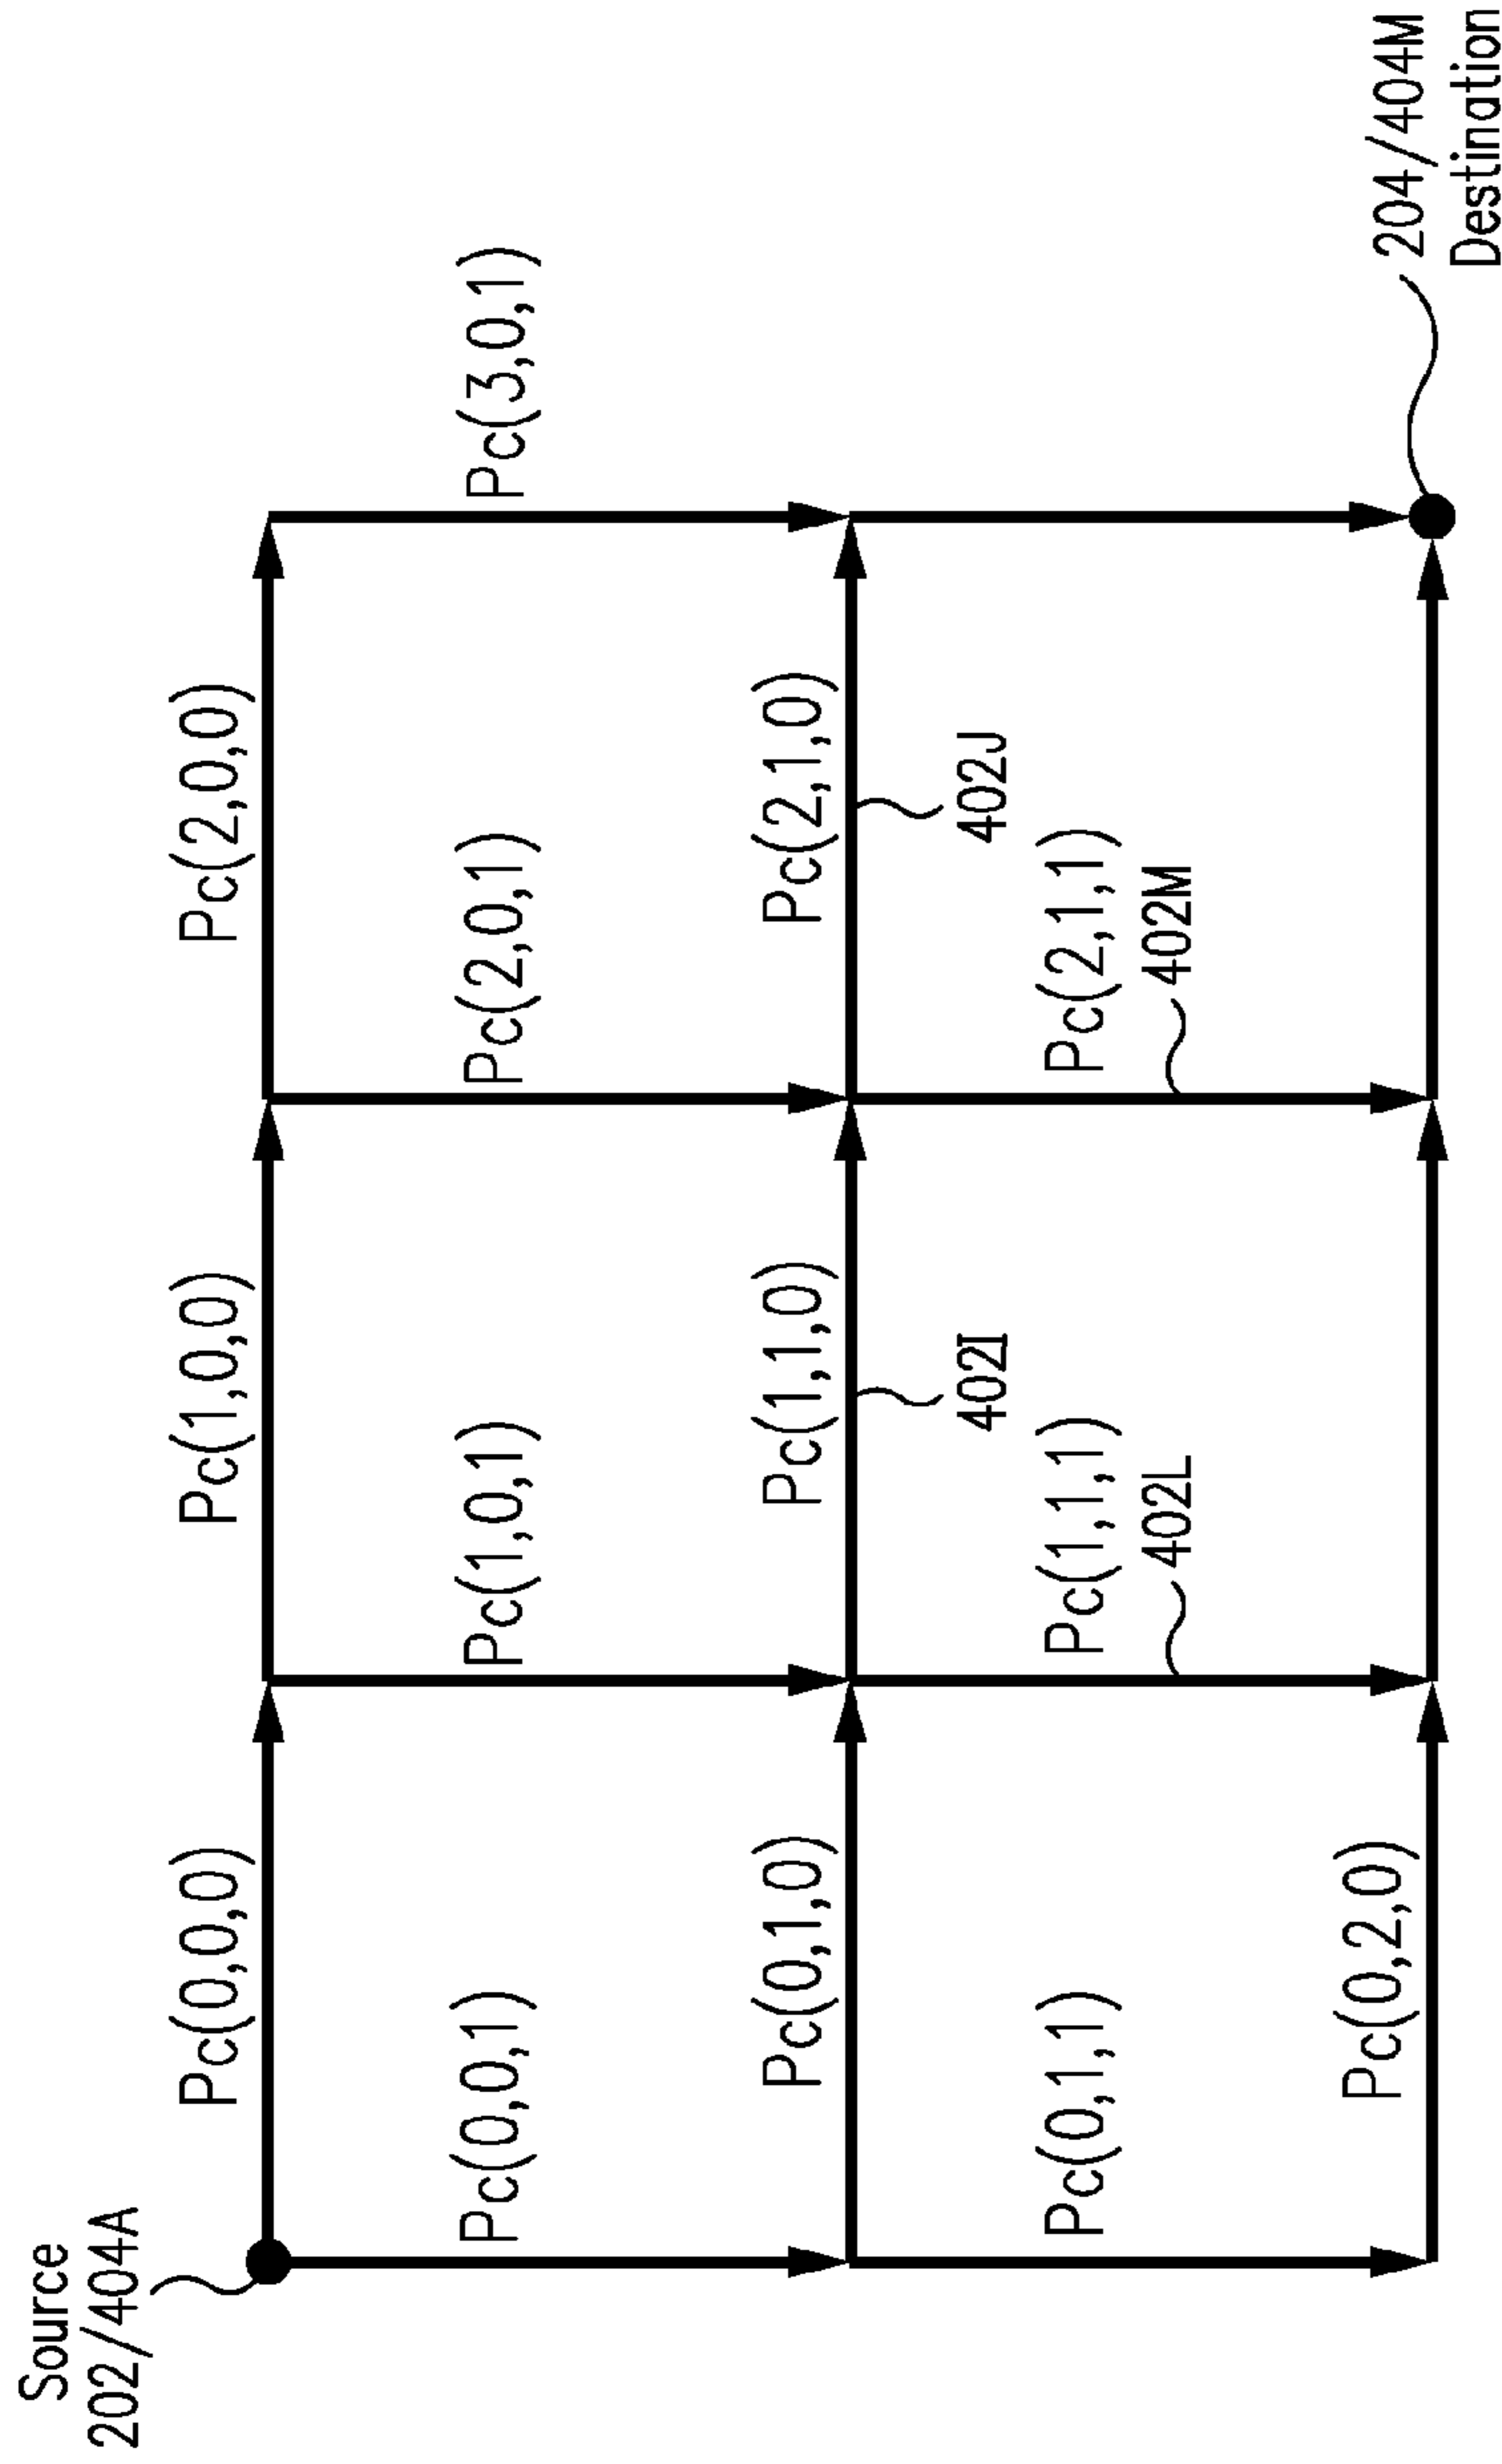 Source
202/404A
Pc(0,0,0)
Pc(1,0,0)
Pc(2,0,0)
Pc(0,0,1)
Pc(1,0,1)
Pc(2,0,1)
Pc(3,0,1)
Pc(0,1,0)
Pc(1,1,0)
Pc(2,1,0)
402I
402J
Pc(0,1,1)
Pc(1,1,1)
Pc(2,1,1)
402L
402M
Pc(0,2,0)
204/404M
Destination